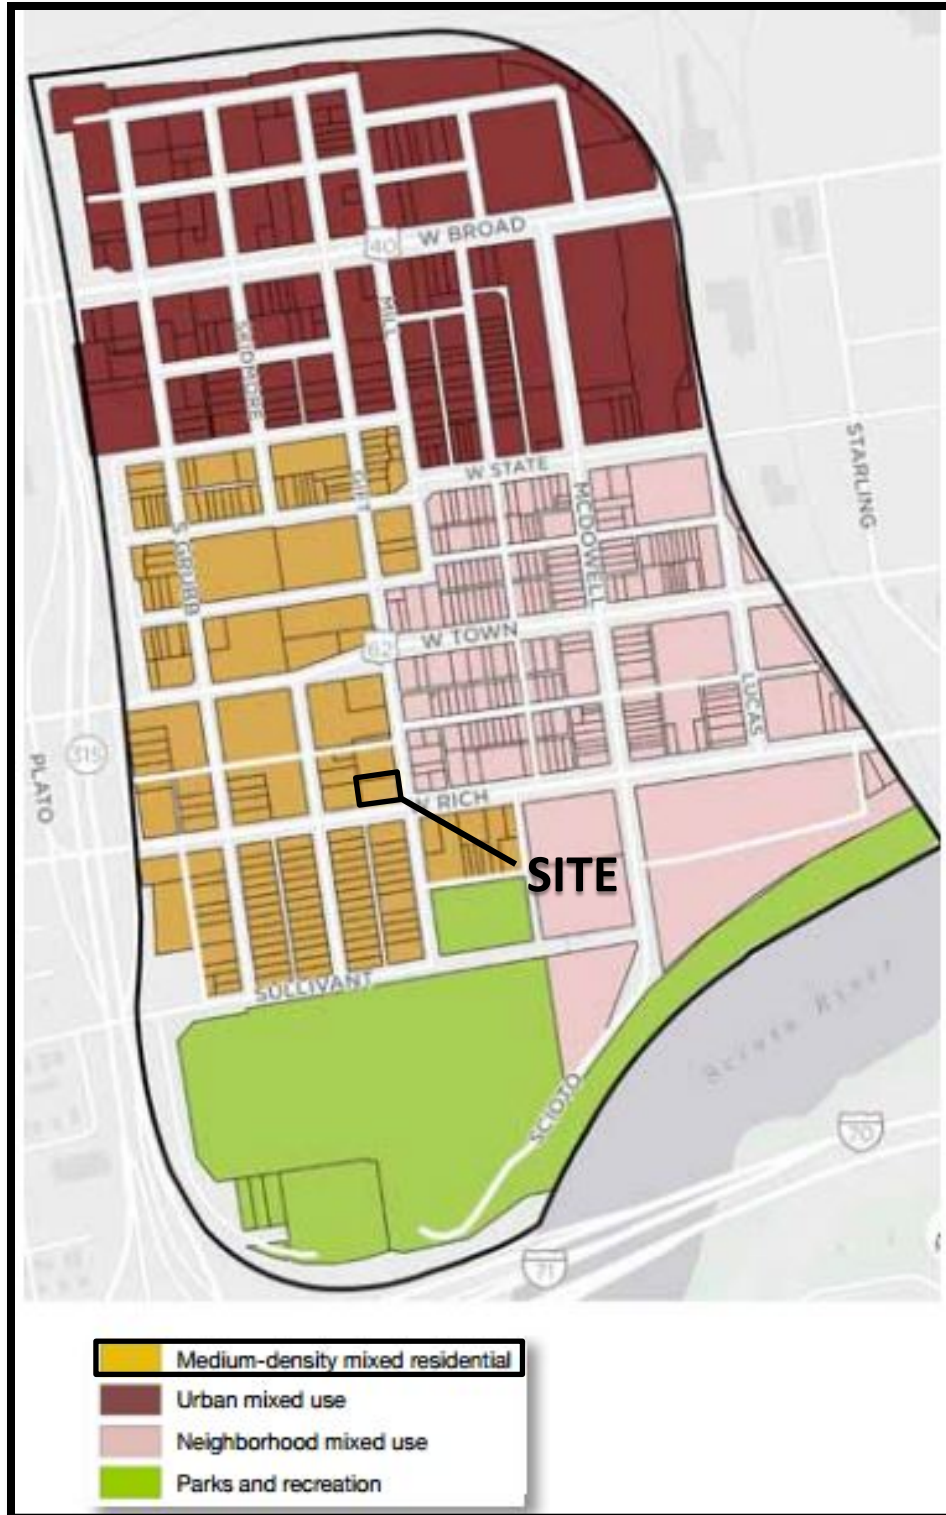 40
W BROAD
MILL
SKIDMORE
STARLING
W STATE
GIFT
MCDOWELL
S GRUBB
W TOWN
62
LUCAS
315
PLATO
W RICH
SITE
SULLIVANT
Scioto River
SCIOTO
70
71
Medium-density mixed residential
Urban mixed use
Neighborhood mixed use
Parks and recreation